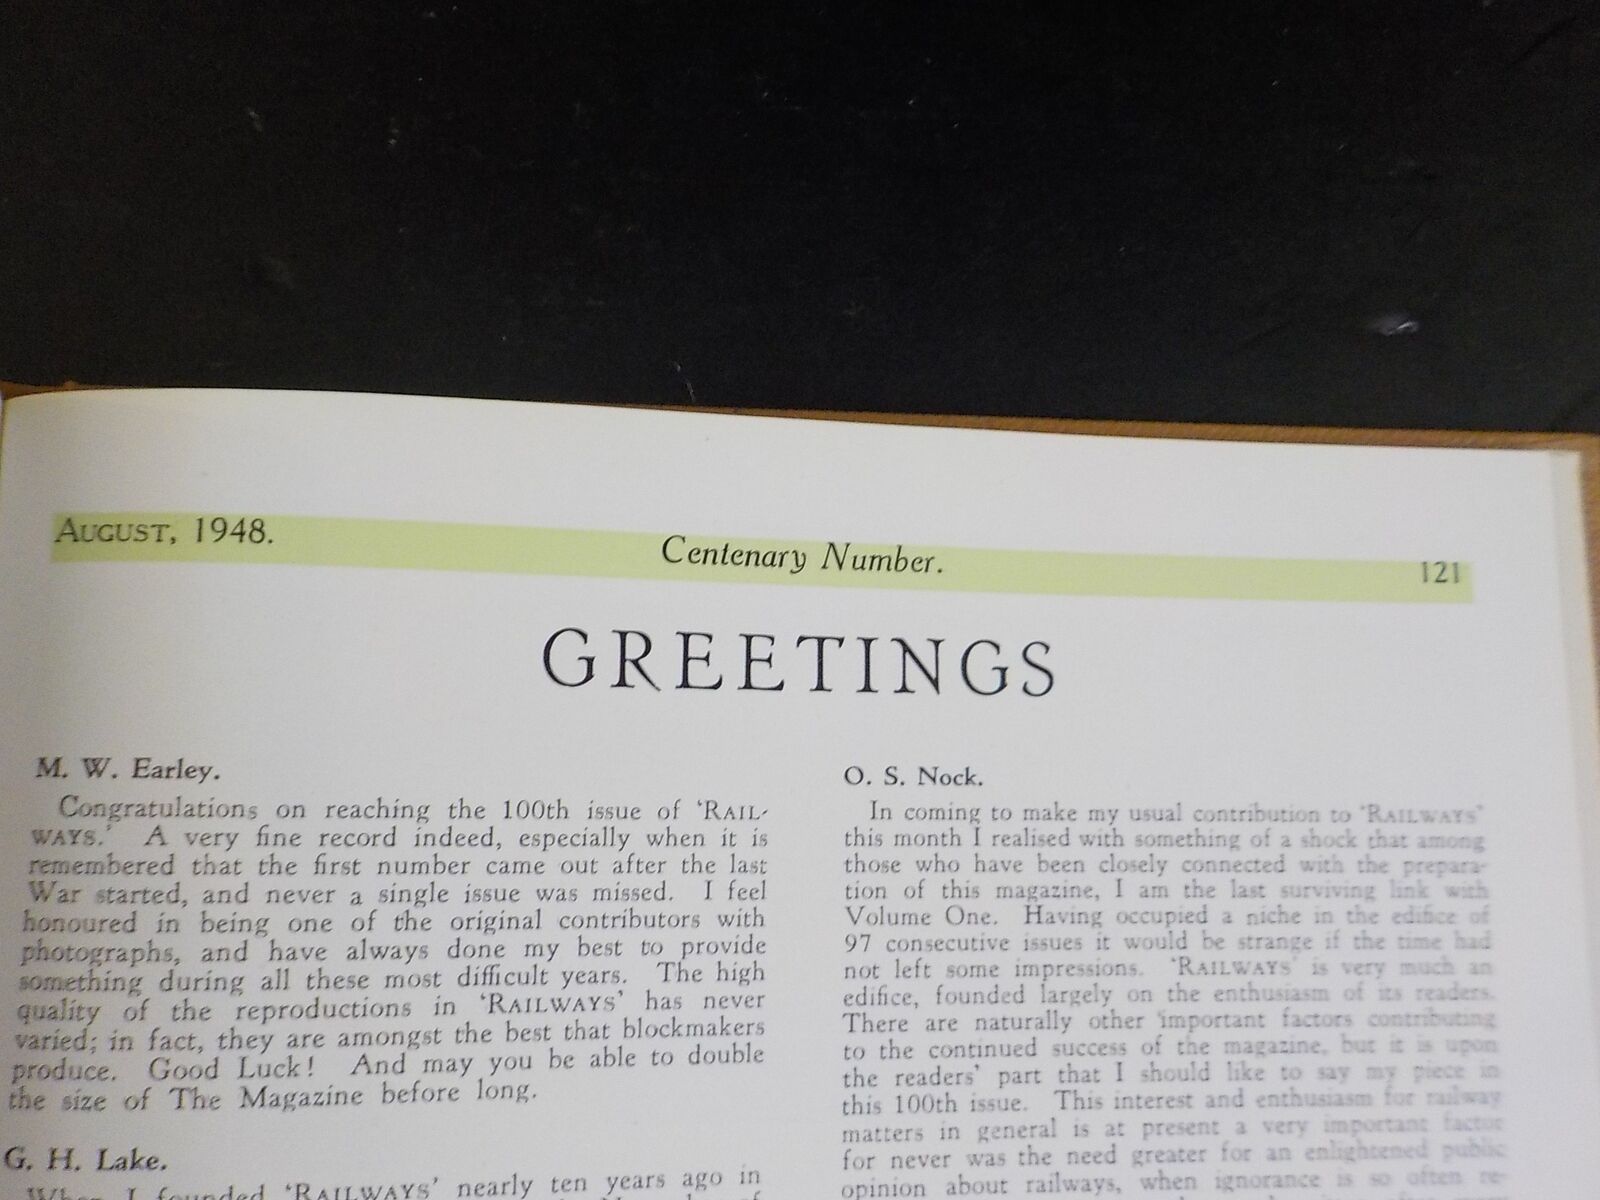 AUGUST, 1948.
Centenary Number.
121
GREETINGS
M. W. Earley.
Congratulations on reaching the 100th issue of 'RAIL-
WAYS.' A very fine record indeed, especially when it is
remembered that the first number came out after the last
War started, and never a single issue was missed. I feel
honoured in being one of the original contributors with
photographs, and have always done my best to provide
something during all these most difficult years. The high
quality of the reproductions in 'RAILWAYS' has never
varied; in fact, they are amongst the best that blockmakers
produce. Good Luck! And may you be able to double
the size of The Magazine before long.
G. H. Lake.
When I founded 'RAILWAYS' nearly ten years ago in
O. S. Nock.
In coming to make my usual contribution to 'RAILWAYS'
this month I realised with something of a shock that among
those who have been closely connected with the prepara-
tion of this magazine, I am the last surviving link with
Volume One. Having occupied a niche in the edifice of
97 consecutive issues it would be strange if the time had
not left some impressions. 'RAILWAYS' is very much an
edifice, founded largely on the enthusiasm of its readers.
There are naturally other important factors contributing
to the continued success of the magazine, but it is upon
the readers' part that I should like to say my piece in
this 100th issue. This interest and enthusiasm for railway
matters in general is at present a very important factor
for never was the need greater for an enlightened public
opinion about railways, when ignorance is so often re-